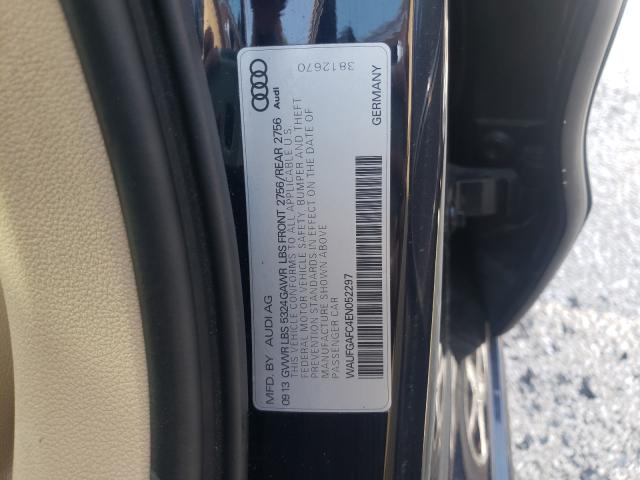 MFD. BY AUDI AG
09 13 GVWR LBS 5324 GAWR LBS FRONT 2756/REAR 2756
THIS VEHICLE CONFORMS TO ALL APPLICABLE U.S.
FEDERAL MOTOR VEHICLE SAFETY, BUMPER AND THEFT
PREVENTION STANDARDS IN EFFECT ON THE DATE OF
MANUFACTURE SHOWN ABOVE
PASSENGER CAR
WAUFGAFC4EN052297
GERMANY
Audi
3812670